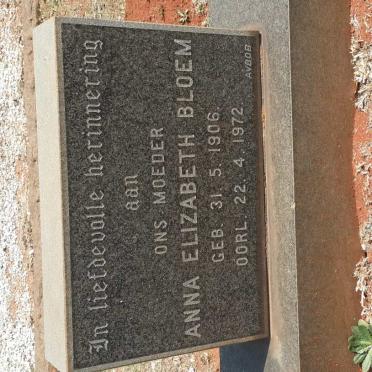 In liefdevolle herinnering
aan
ONS MOEDER
ANNA ELIZABETH BLOEM
GEB. 31. 5. 1906.
OORL. 22. 4. 1972.
AVBOB